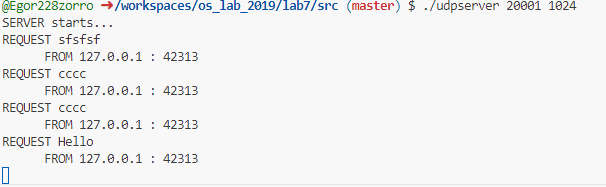 @Egor228zorro ➜/workspaces/os_lab_2019/lab7/src (master) $ ./udpserver 20001 1024
SERVER starts...
REQUEST sfsfsf
FROM 127.0.0.1 : 42313
REQUEST cccc
FROM 127.0.0.1 : 42313
REQUEST cccc
FROM 127.0.0.1 : 42313
REQUEST Hello
FROM 127.0.0.1 : 42313